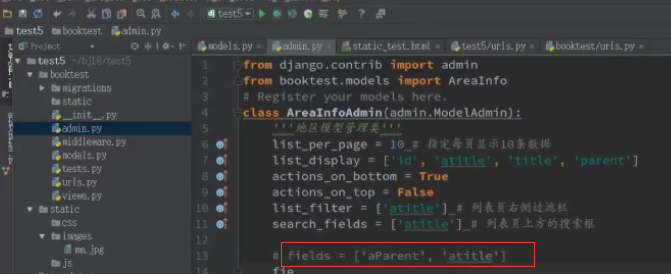 test5
test5 booktest admin.py
Project
models.py admin.py static_test.html test5/urls.py booktest/urls.py
test5 (~/bj18/test5)
booktest
migrations
static
__init__.py
admin.py
middleware.py
models.py
tests.py
urls.py
views.py
static
css
images
mm.jpg
js
1 from django.contrib import admin
2 from booktest.models import AreaInfo
3 # Register your models here.
4 class AreaInfoAdmin(admin.ModelAdmin):
5 '''地区模型管理类'''
6 list_per_page = 10 # 指定每页显示10条数据
7 list_display = ['id', 'atitle', 'title', 'parent']
8 actions_on_bottom = True
9 actions_on_top = False
10 list_filter = ['atitle'] # 列表页右侧过滤栏
11 search_fields = ['atitle'] # 列表页上方的搜索框
12
13 # fields = ['aParent', 'atitle']
14 fie